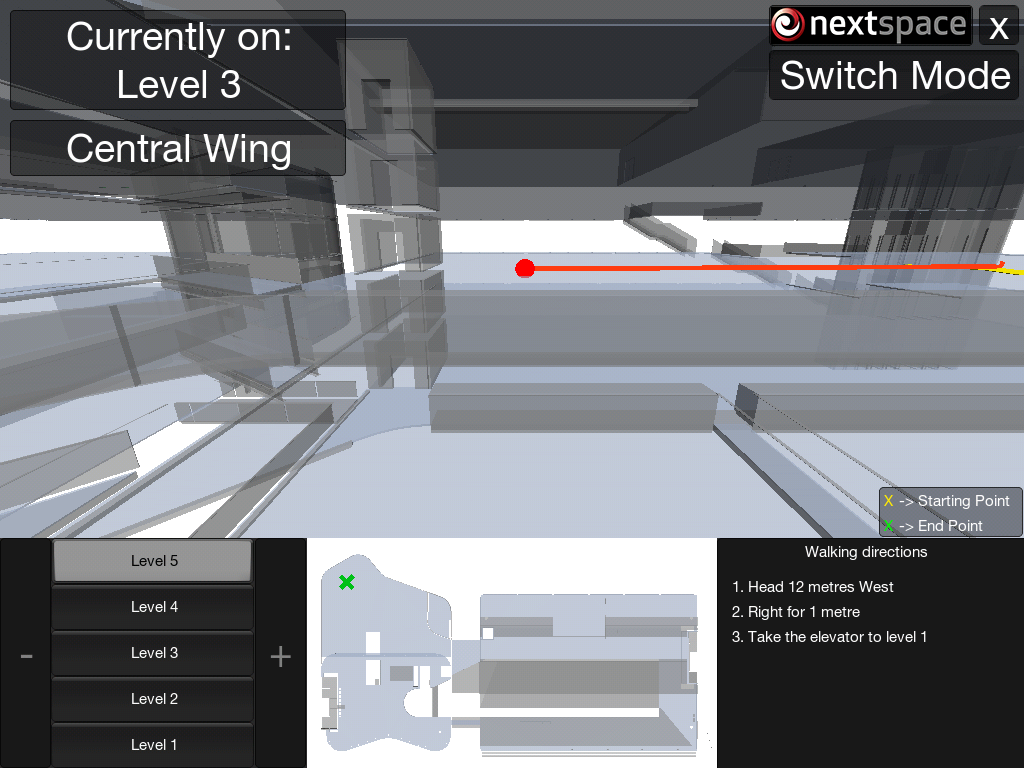 Currently on:
Level 3
Central Wing
nextspace
X
Switch Mode
X -> Starting Point
X -> End Point
Level 5
Level 4
Level 3
Level 2
Level 1
-
+
Walking directions
1. Head 12 metres West
2. Right for 1 metre
3. Take the elevator to level 1